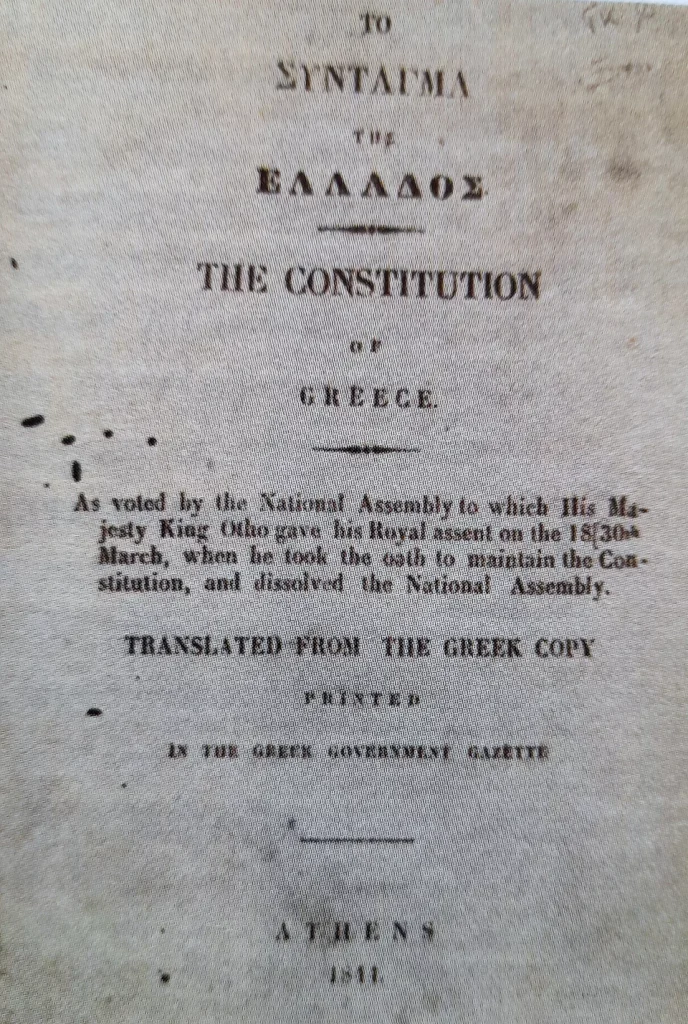 ΤΟ
ΣΥΝΤΑΓΜΑ
ΤΗΣ
ΕΛΛΑΔΟΣ.
THE CONSTITUTION
OF
GREECE.
As voted by the National Assembly to which His Ma-
jesty King Otho gave his Royal assent on the 18[30th
March, when he took the oath to maintain the Con-
stitution, and dissolved the National Assembly.
TRANSLATED FROM THE GREEK COPY
PRINTED
IN THE GREEK GOVERNMENT GAZETTE
ATHENS
1844.